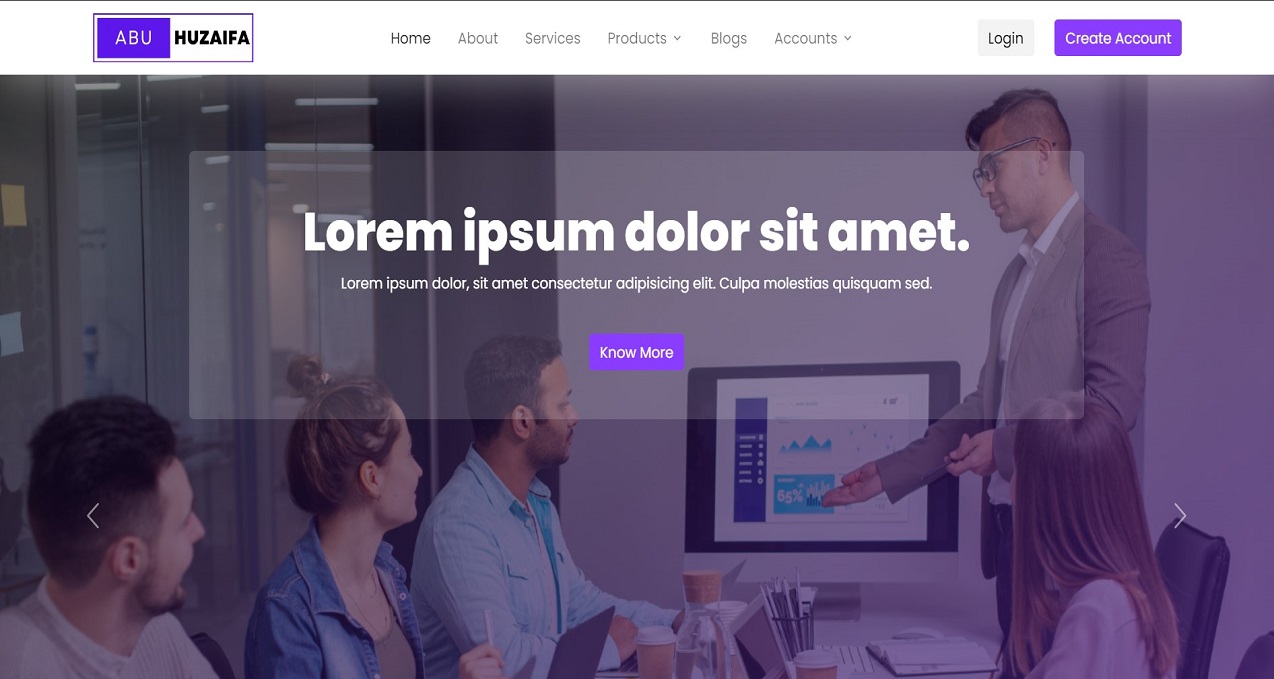 ABU HUZAIFA
Home About Services Products Blogs Accounts Login Create Account
Lorem ipsum dolor sit amet.
Lorem ipsum dolor, sit amet consectetur adipisicing elit. Culpa molestias quisquam sed.
Know More
65%